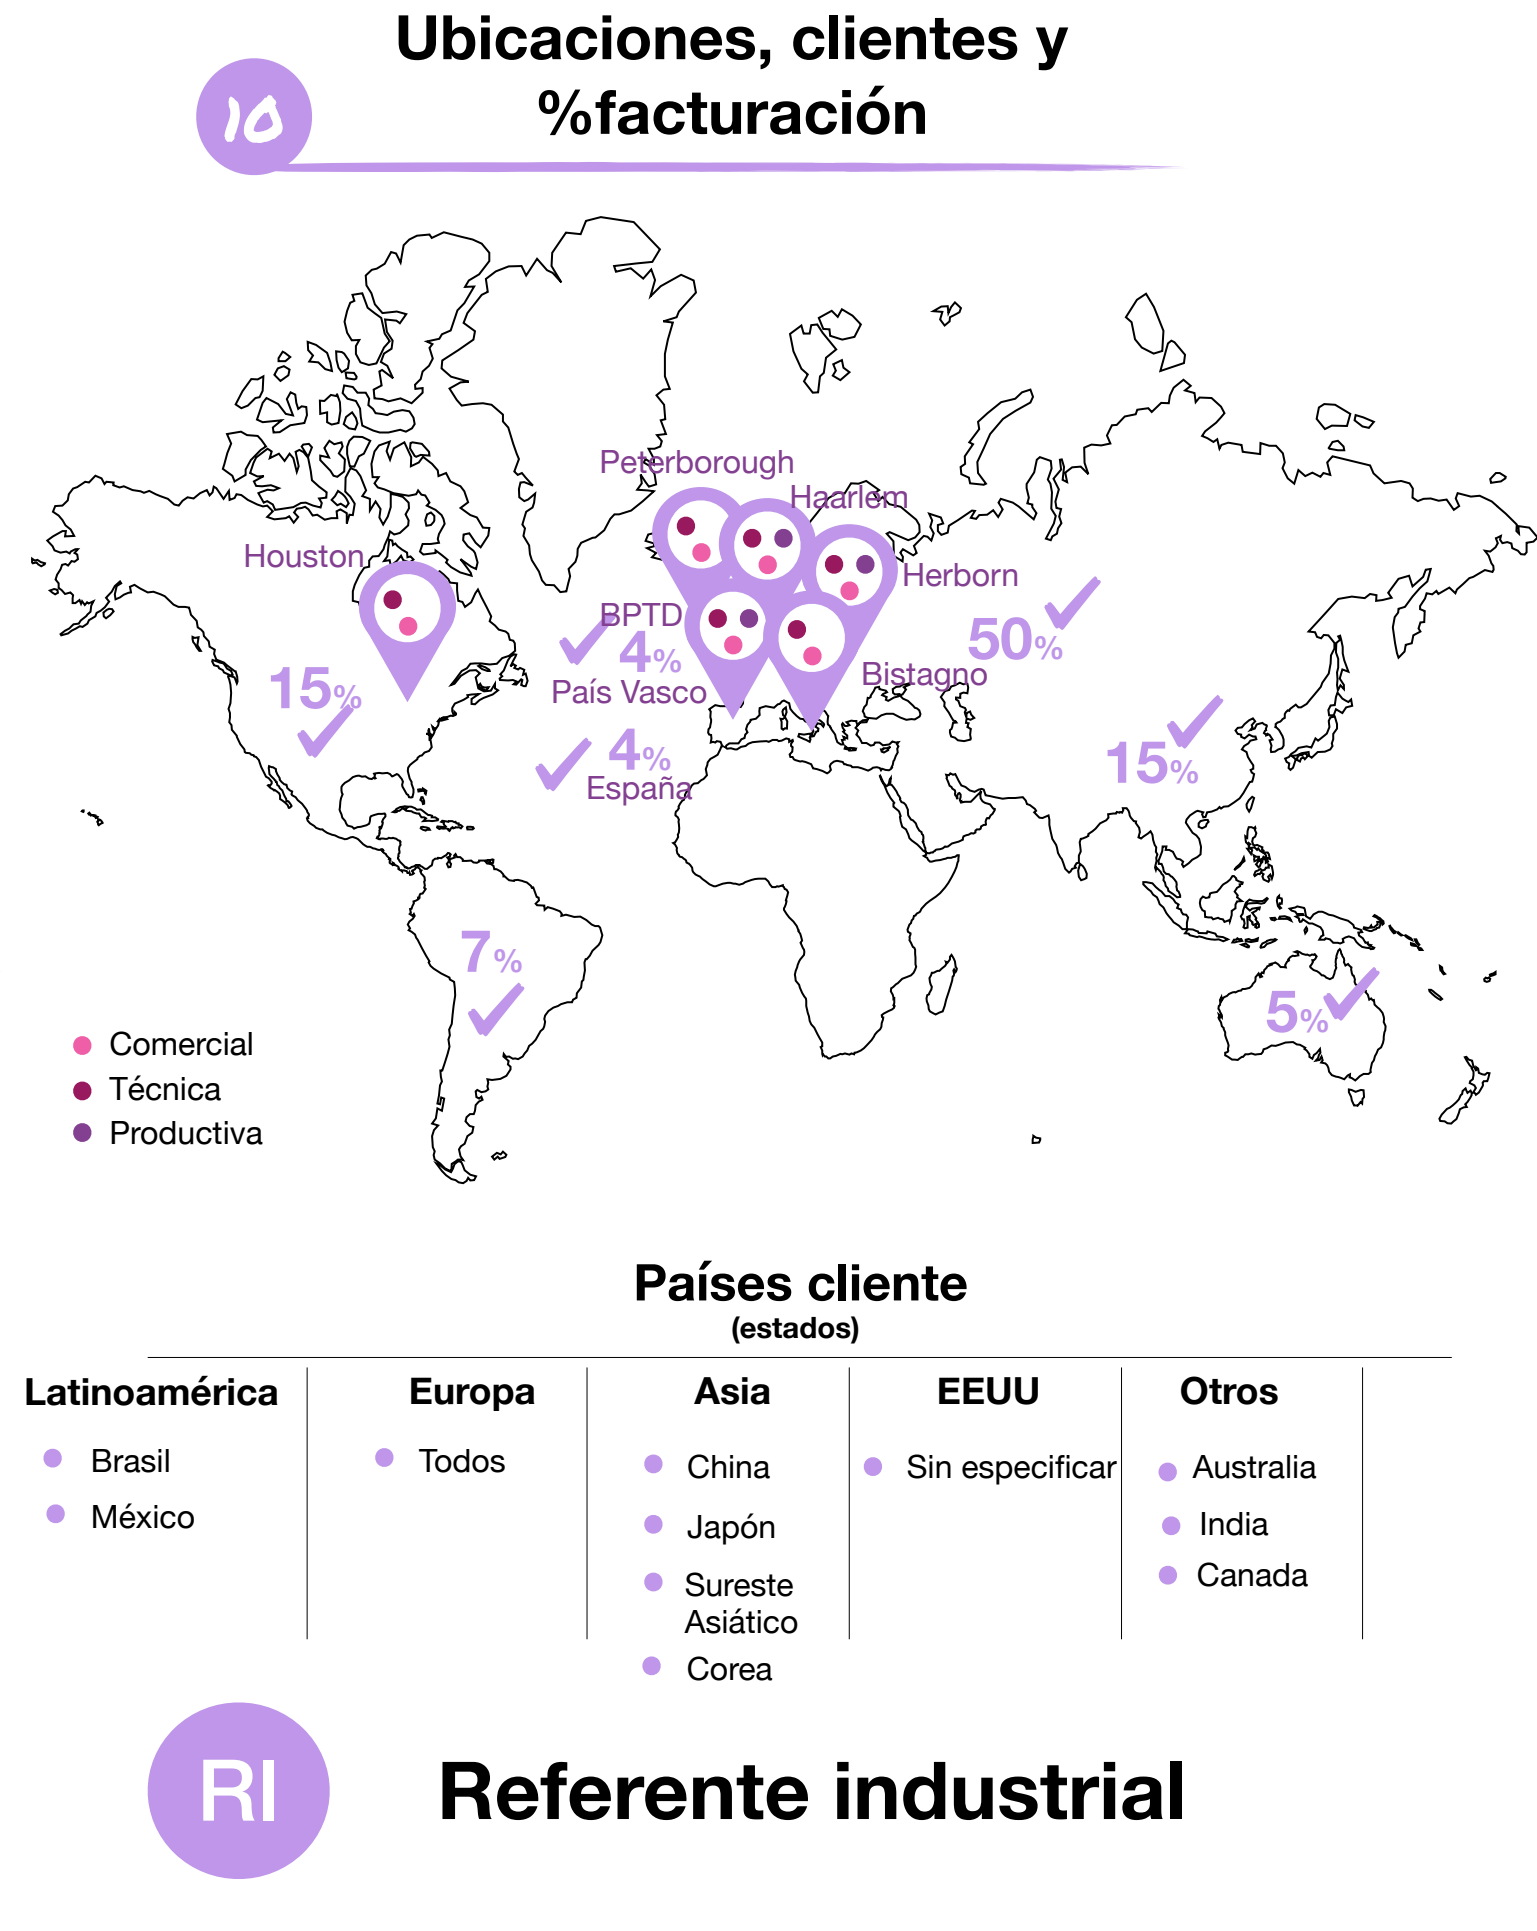 Ubicaciones, clientes y
%facturación
10
Peterborough
Haarlem
Houston
Herborn
BPTD
4%
50%
Bistagno
15%
País Vasco
4%
15%
España
7%
5%
Comercial
Técnica
Productiva
Países cliente
(estados)
Latinoamérica
Europa
Asia
EEUU
Otros
Brasil
México
Todos
China
Japón
Sureste
Asiático
Corea
Sin especificar
Australia
India
Canada
RI
Referente industrial